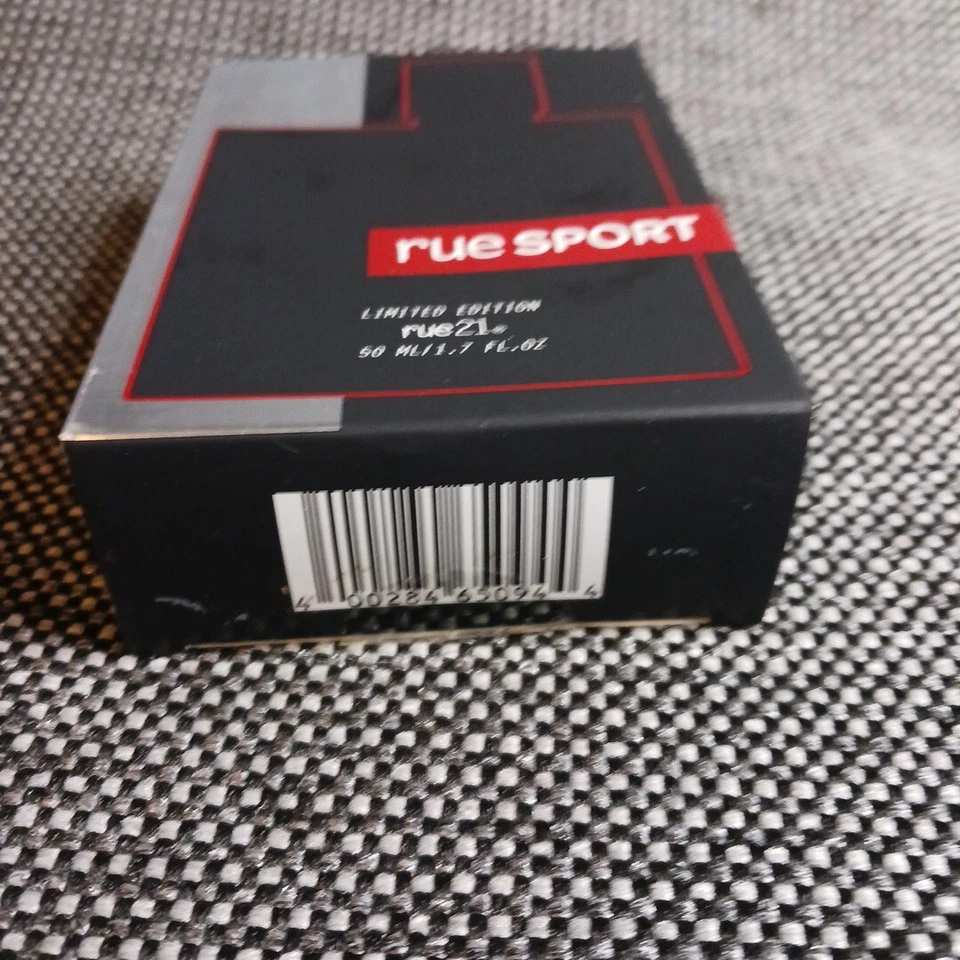 rue SPORT
LIMITED EDITION
rue21®
50 ML/1.7 FL.OZ
4 00284 65094 4